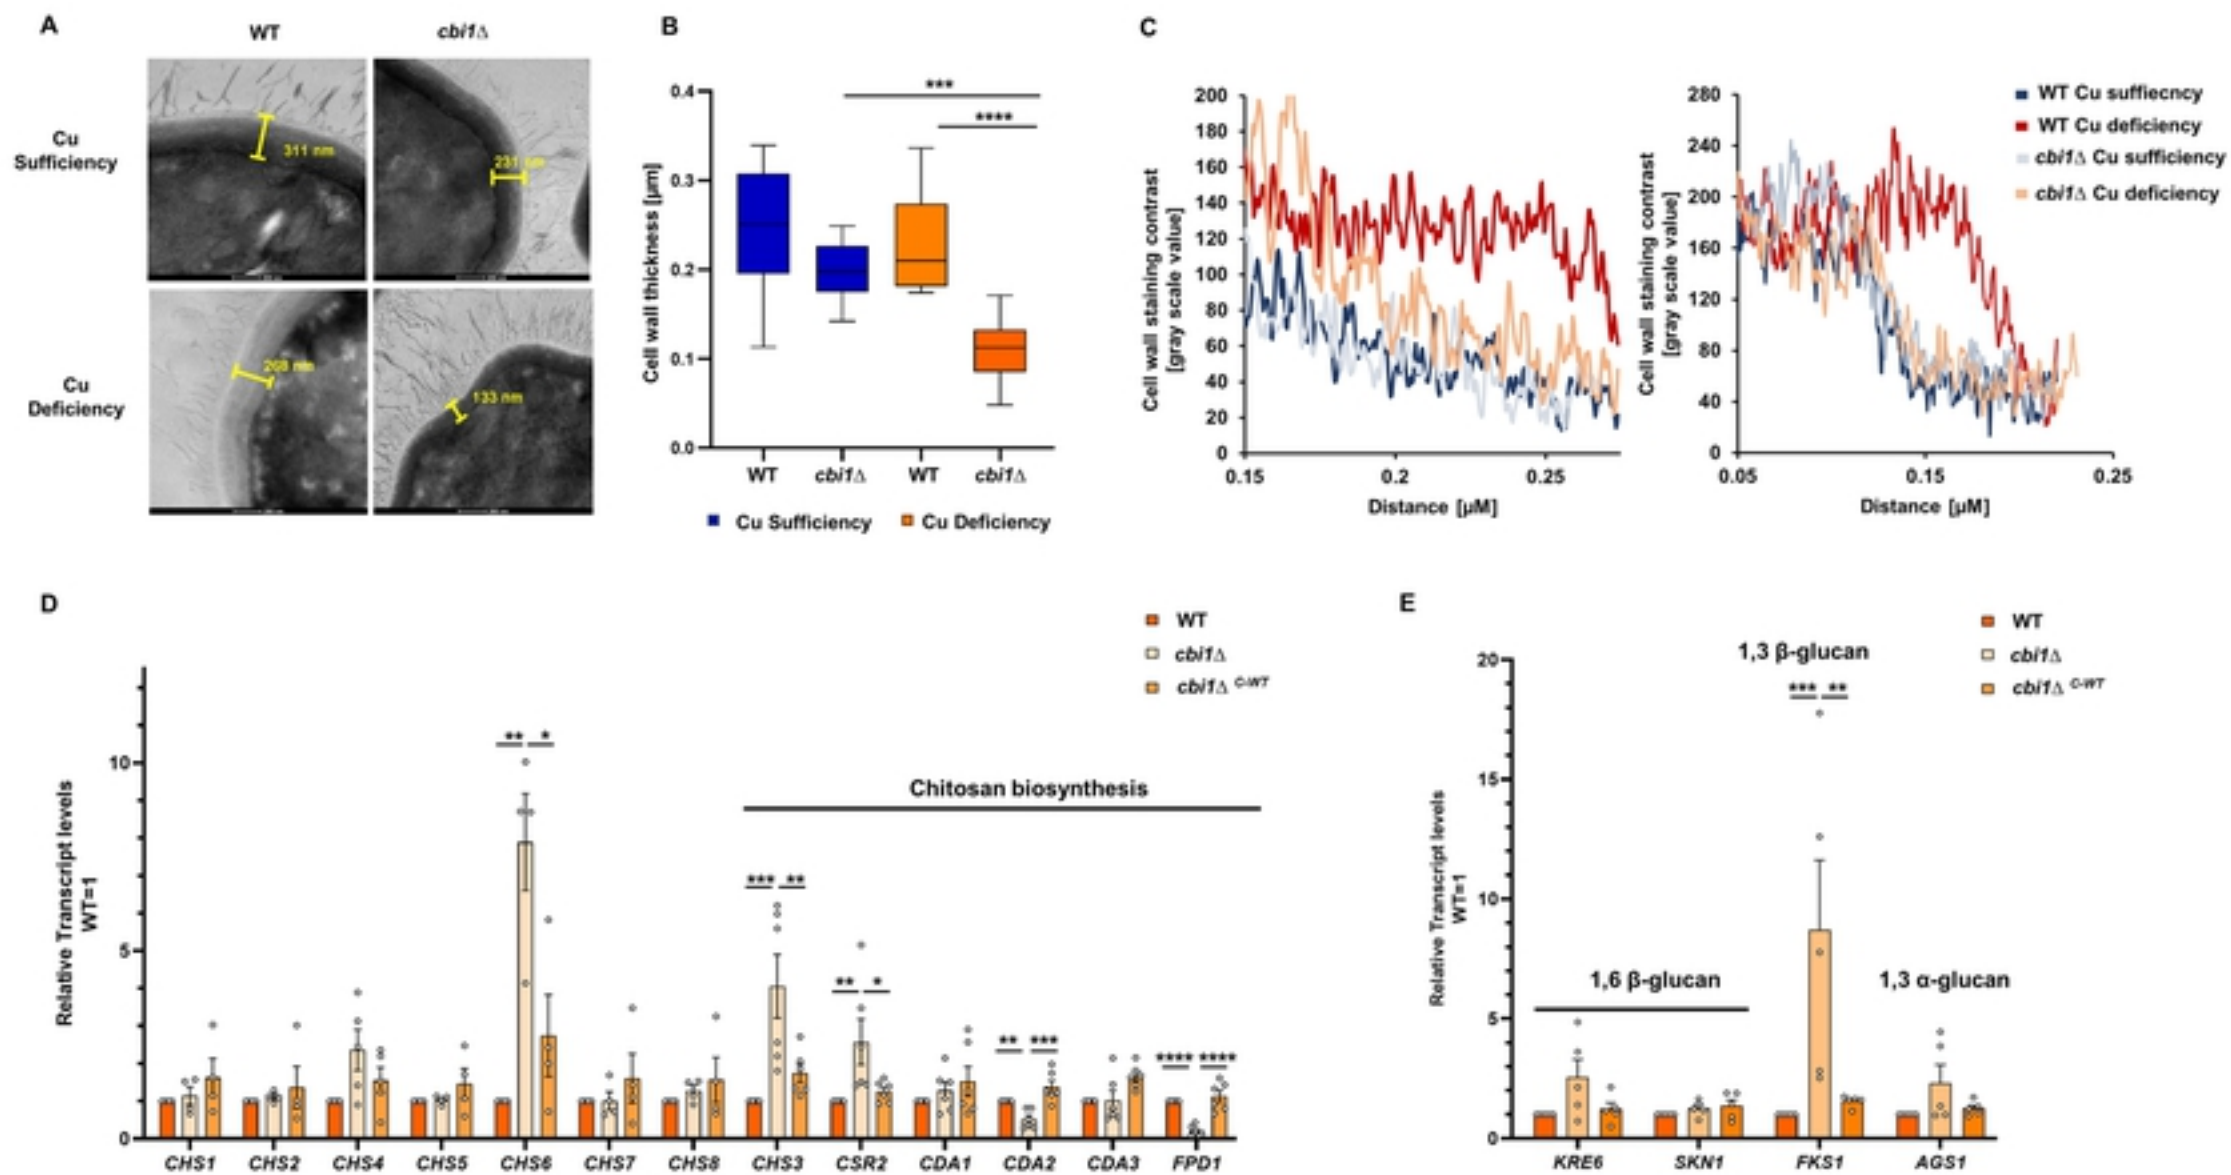 A
WT
cbi1Δ
Cu
Sufficiency
311 nm
231 nm
Cu
Deficiency
268 nm
133 nm
B
***
****
Cell wall thickness [µm]
0.4
0.3
0.2
0.1
0.0
WT
cbi1Δ
WT
cbi1Δ
Cu Sufficiency
Cu Deficiency
C
Cell wall staining contrast
[gray scale value]
200
180
160
140
120
100
80
60
40
20
0
0.15
0.2
0.25
Distance [µM]
Cell wall staining contrast
[gray scale value]
280
240
200
160
120
80
40
0
0.05
0.15
0.25
Distance [µM]
WT Cu suffiecncy
WT Cu deficiency
cbi1Δ Cu sufficiency
cbi1Δ Cu deficiency
D
WT
cbi1Δ
cbi1Δ C-WT
Relative Transcript levels
WT=1
10
5
0
** *
Chitosan biosynthesis
*** **
** *
** ***
**** ****
CHS1
CHS2
CHS4
CHS5
CHS6
CHS7
CHS8
CHS3
CSR2
CDA1
CDA2
CDA3
FPD1
E
WT
cbi1Δ
cbi1Δ C-WT
Relative Transcript levels
WT=1
20
15
10
5
0
1,3 β-glucan
*** **
1,6 β-glucan
1,3 α-glucan
KRE6
SKN1
FKS1
AGS1